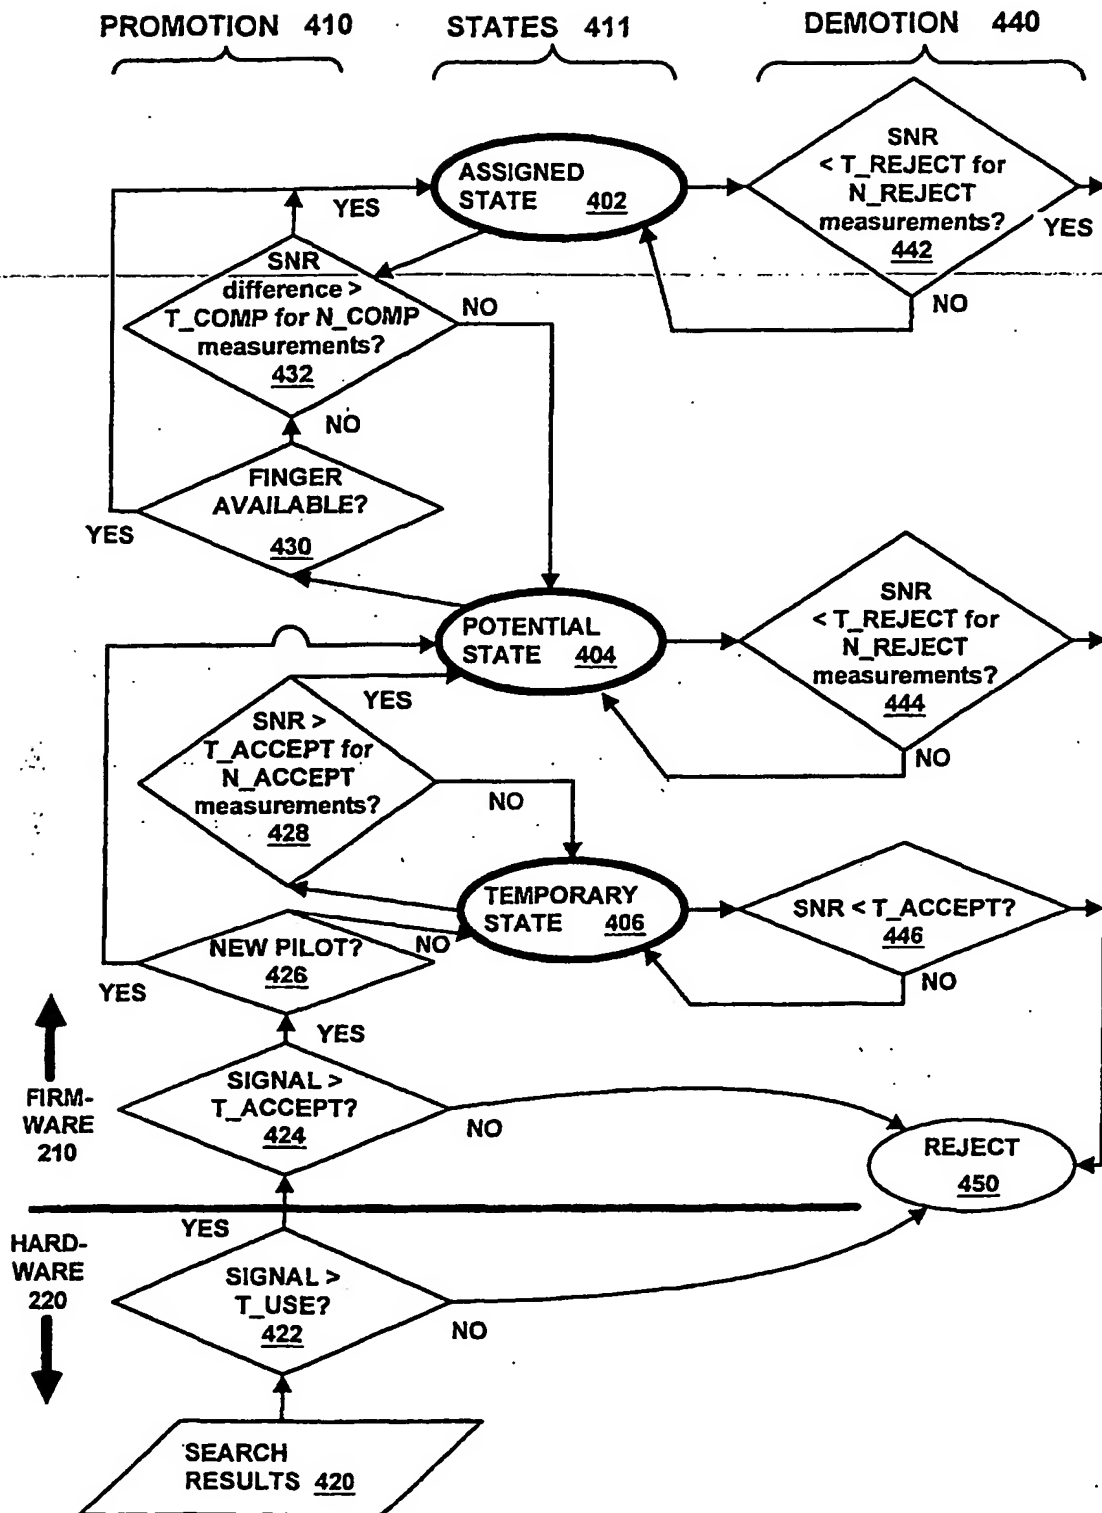 PROMOTION 410
STATES 411
DEMOTION 440
ASSIGNED
STATE 402
SNR
< T_REJECT for
N_REJECT
measurements?
442
YES
NO
YES
SNR
difference >
T_COMP for N_COMP
measurements?
432
NO
NO
FINGER
AVAILABLE?
430
YES
POTENTIAL
STATE 404
SNR
< T_REJECT for
N_REJECT
measurements?
444
NO
YES
SNR >
T_ACCEPT for
N_ACCEPT
measurements?
428
NO
TEMPORARY
STATE 406
SNR < T_ACCEPT?
446
NO
NEW PILOT?
426
NO
YES
YES
SIGNAL >
T_ACCEPT?
424
NO
FIRM-
WARE
210
REJECT
450
HARD-
WARE
220
YES
SIGNAL >
T_USE?
422
NO
SEARCH
RESULTS 420